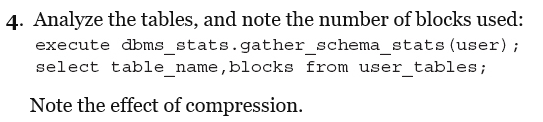 4. Analyze the tables, and note the number of blocks used:
execute dbms_stats.gather_schema_stats(user);
select table_name,blocks from user_tables;
Note the effect of compression.